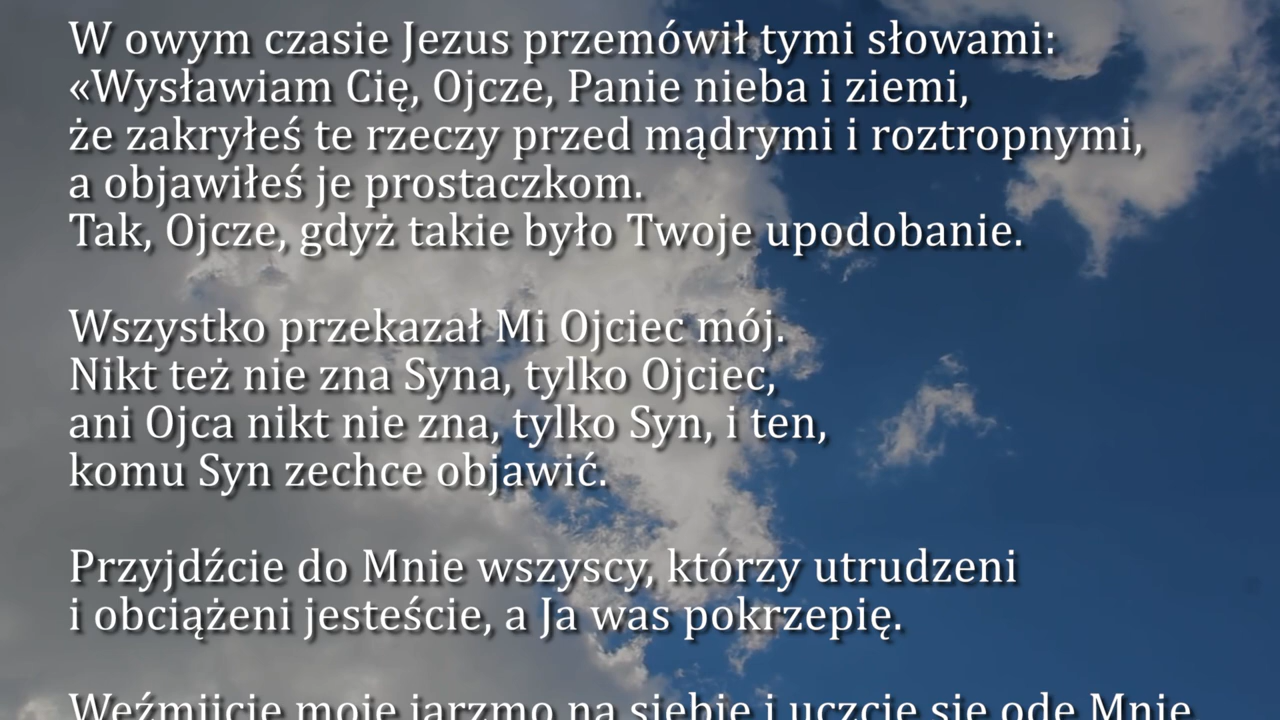 W owym czasie Jezus przemówił tymi słowami:
«Wysławiam Cię, Ojcze, Panie nieba i ziemi,
że zakryłeś te rzeczy przed mądrymi i roztropnymi,
a objawiłeś je prostaczkom.
Tak, Ojcze, gdyż takie było Twoje upodobanie.
Wszystko przekazał Mi Ojciec mój.
Nikt też nie zna Syna, tylko Ojciec,
ani Ojca nikt nie zna, tylko Syn, i ten,
komu Syn zechce objawić.
Przyjdźcie do Mnie wszyscy, którzy utrudzeni
i obciążeni jesteście, a Ja was pokrzepię.
Weźmijcie moje jarzmo na siebie i uczcie się ode Mnie